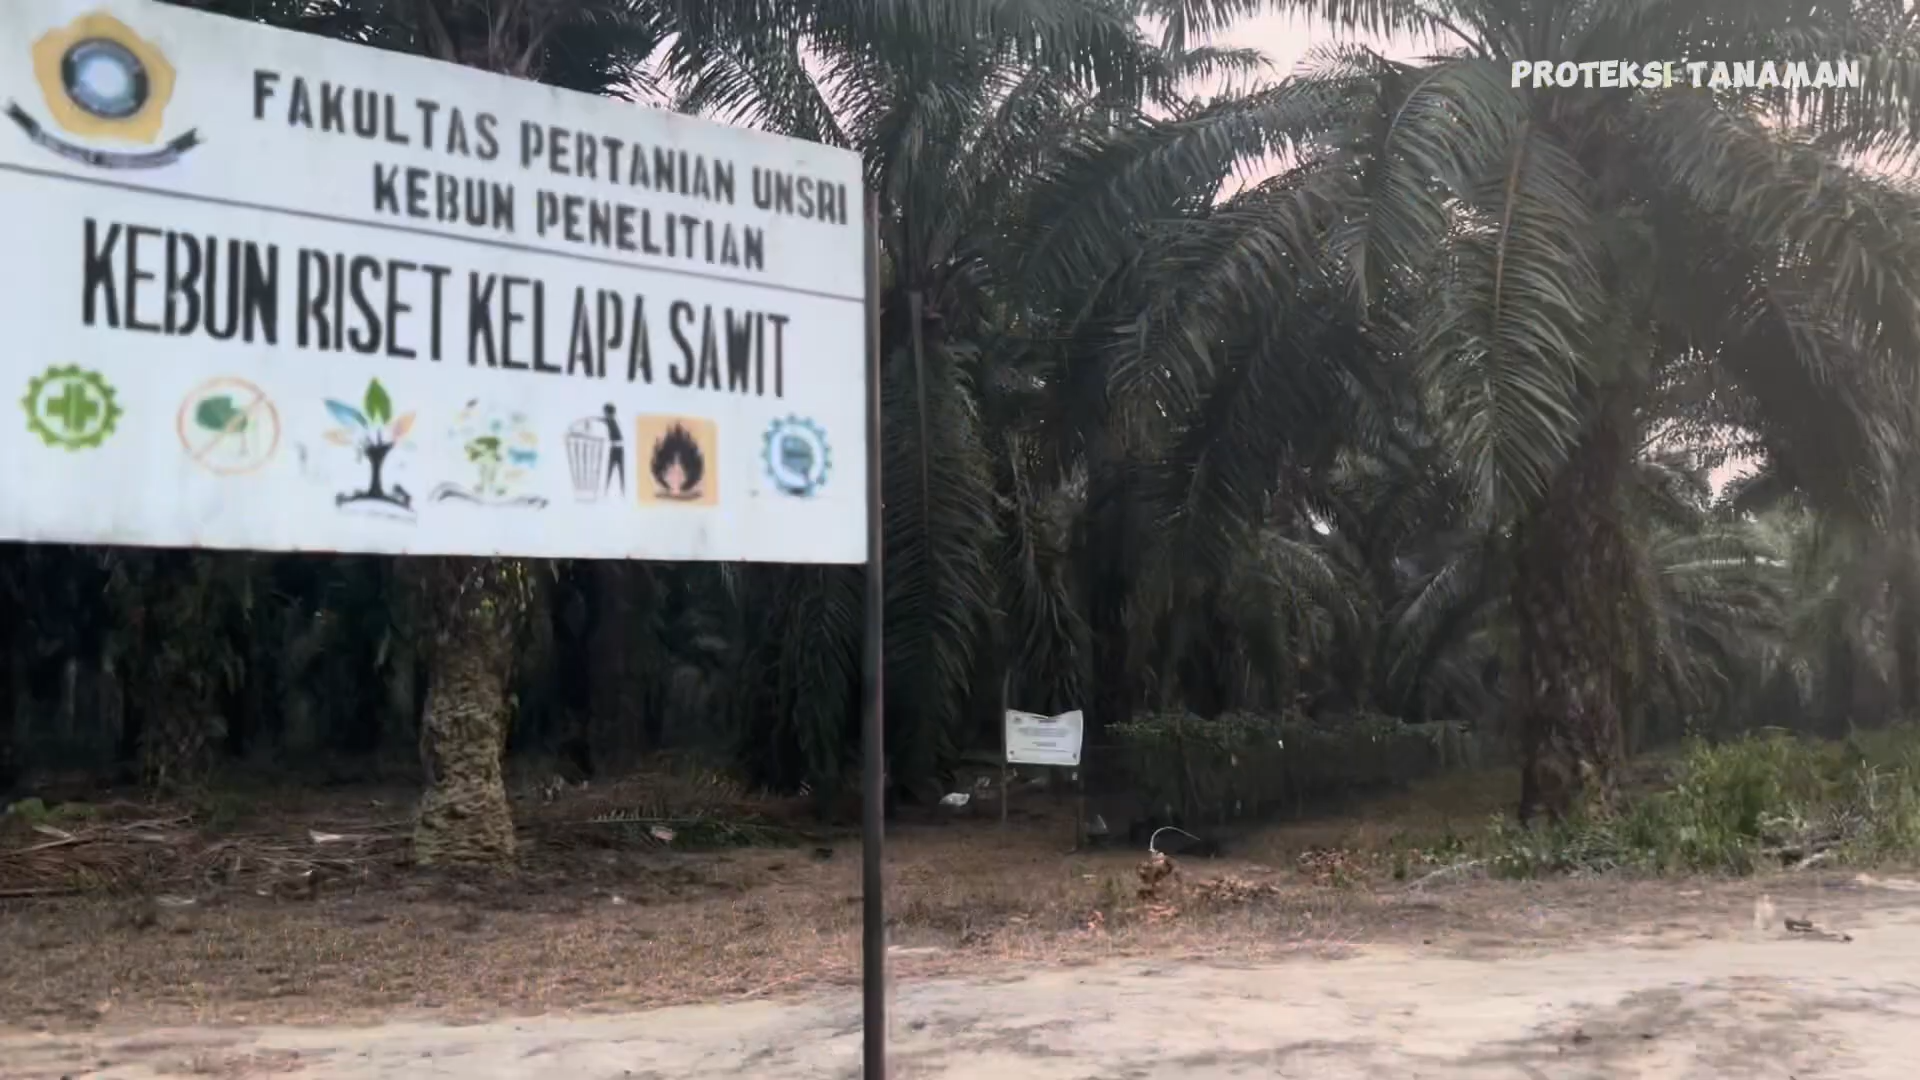 FAKULTAS PERTANIAN UNSRI
KEBUN PENELITIAN
KEBUN RISET KELAPA SAWIT
PROTEKSI TANAMAN